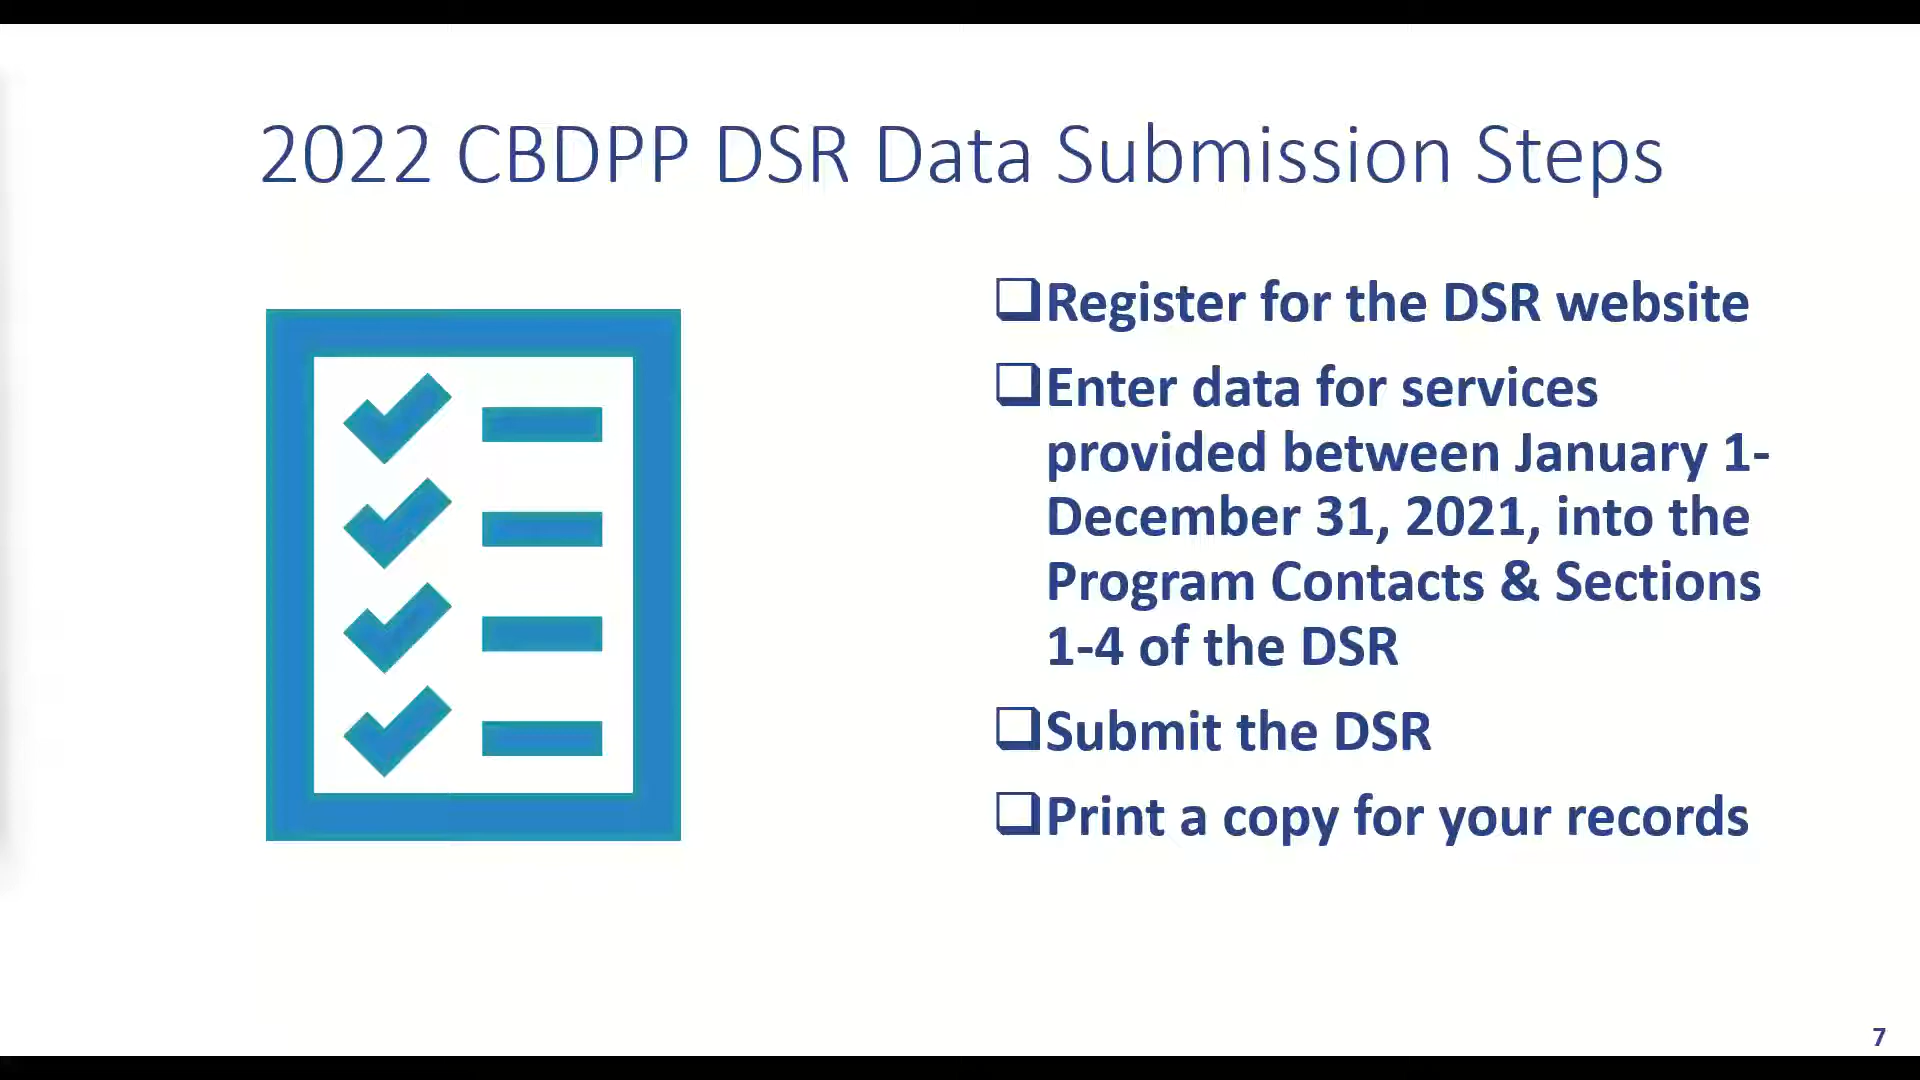 2022 CBDPP DSR Data Submission Steps
Register for the DSR website
Enter data for services
provided between January 1-
December 31, 2021, into the
Program Contacts & Sections
1-4 of the DSR
Submit the DSR
Print a copy for your records
7